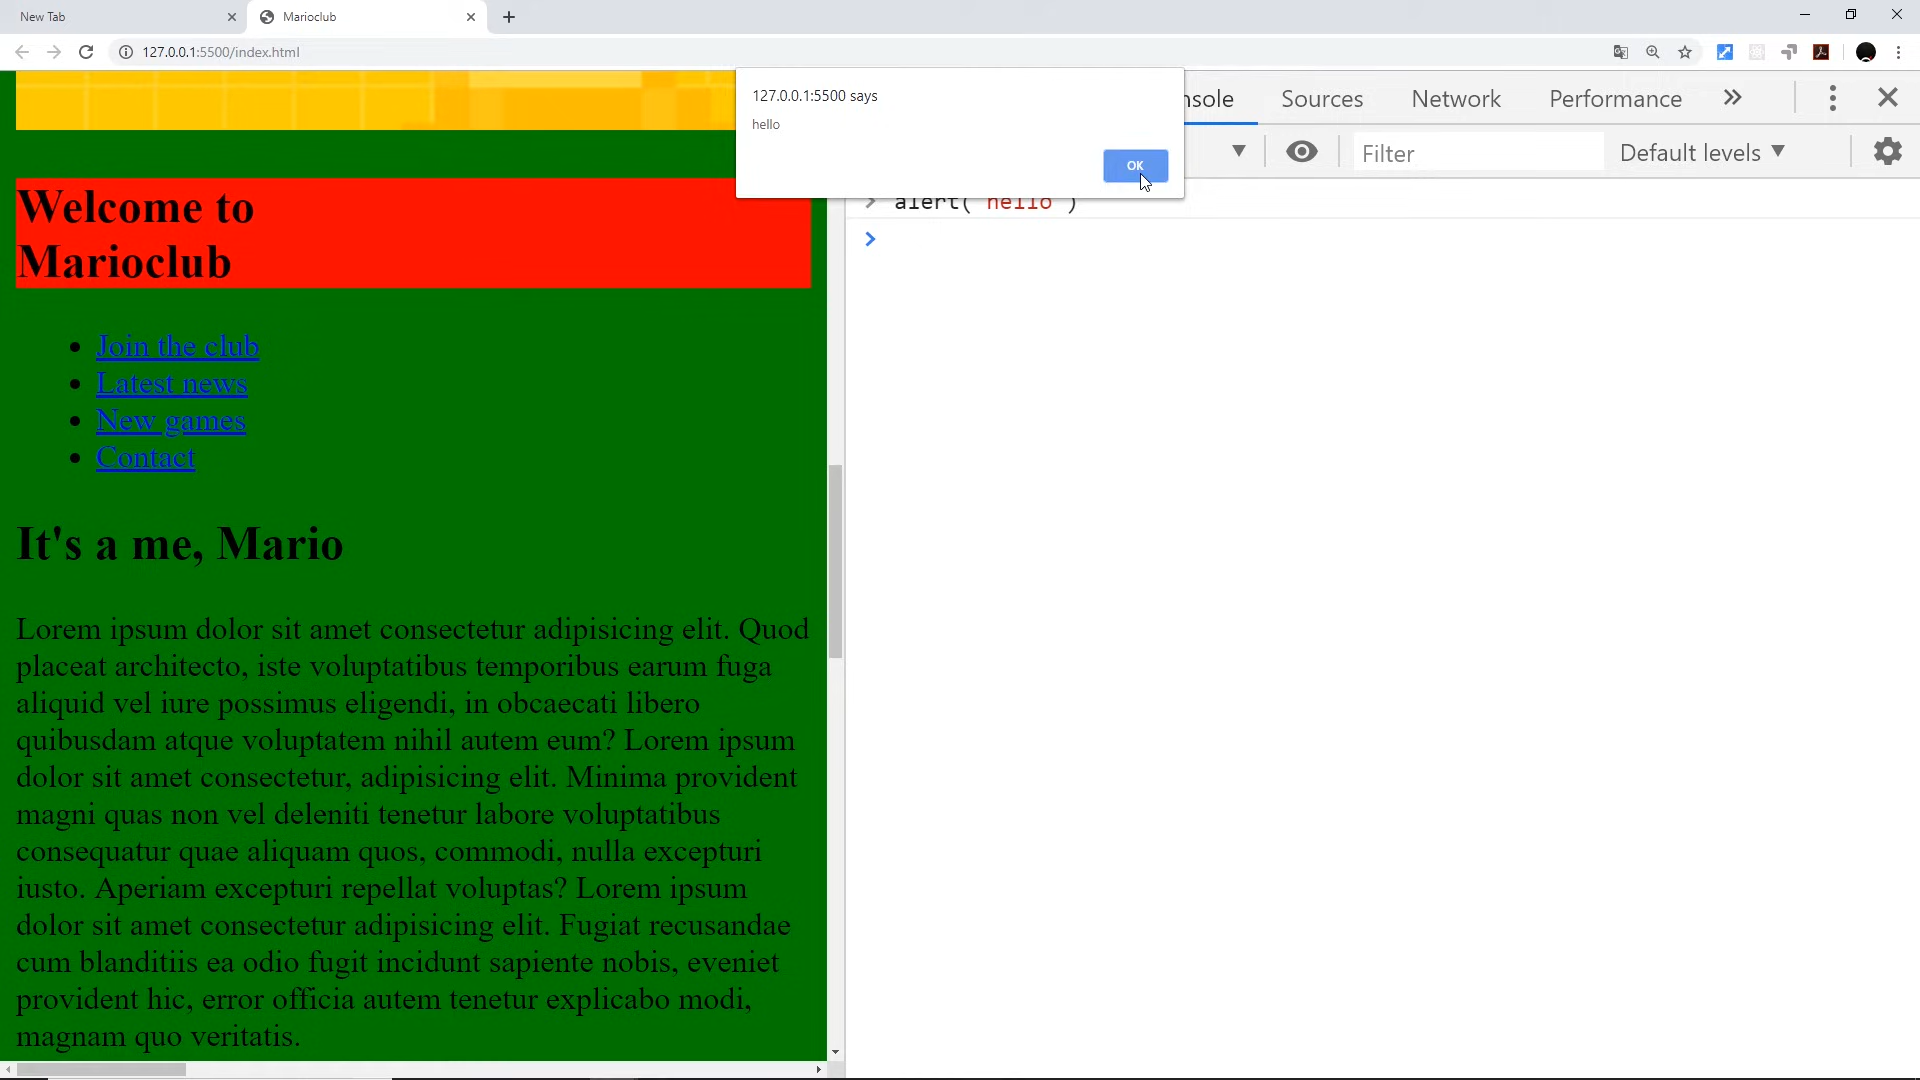 New Tab
Marioclub
127.0.0.1:5500/index.html
127.0.0.1:5500 says
hello
OK
nsole
Sources
Network
Performance
Filter
Default levels
alert( hello )
Welcome to
Marioclub
Join the club
Latest news
New games
Contact
It's a me, Mario
Lorem ipsum dolor sit amet consectetur adipisicing elit. Quod
placeat architecto, iste voluptatibus temporibus earum fuga
aliquid vel iure possimus eligendi, in obcaecati libero
quibusdam atque voluptatem nihil autem eum? Lorem ipsum
dolor sit amet consectetur, adipisicing elit. Minima provident
magni quas non vel deleniti tenetur labore voluptatibus
consequatur quae aliquam quos, commodi, nulla excepturi
iusto. Aperiam excepturi repellat voluptas? Lorem ipsum
dolor sit amet consectetur adipisicing elit. Fugiat recusandae
cum blanditiis ea odio fugit incidunt sapiente nobis, eveniet
provident hic, error officia autem tenetur explicabo modi,
magnam quo veritatis.